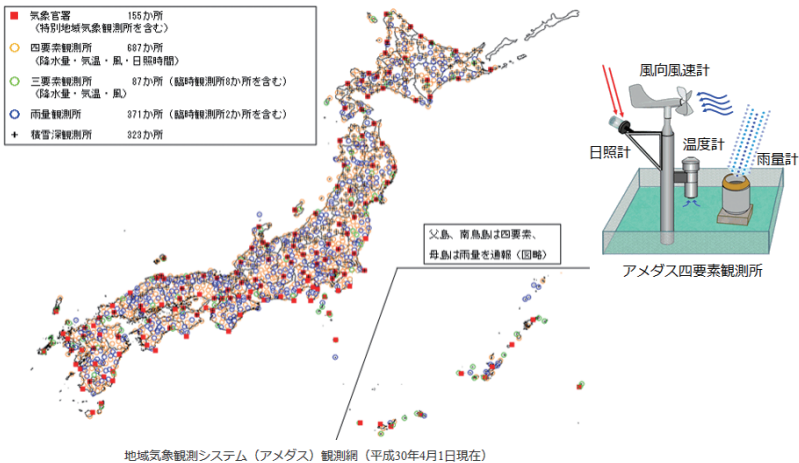 気象官署 155か所
(特別地域気象観測所を含む)
四要素観測所 687か所
(降水量・気温・風・日照時間)
三要素観測所 87か所 (臨時観測所8か所を含む)
(降水量・気温・風)
雨量観測所 371か所 (臨時観測所2か所を含む)
積雪深観測所 323か所
風向風速計
日照計
温度計
雨量計
アメダス四要素観測所
父島、南鳥島は四要素、
母島は雨量を通報 (図略)
地域気象観測システム(アメダス)観測網(平成30年4月1日現在)